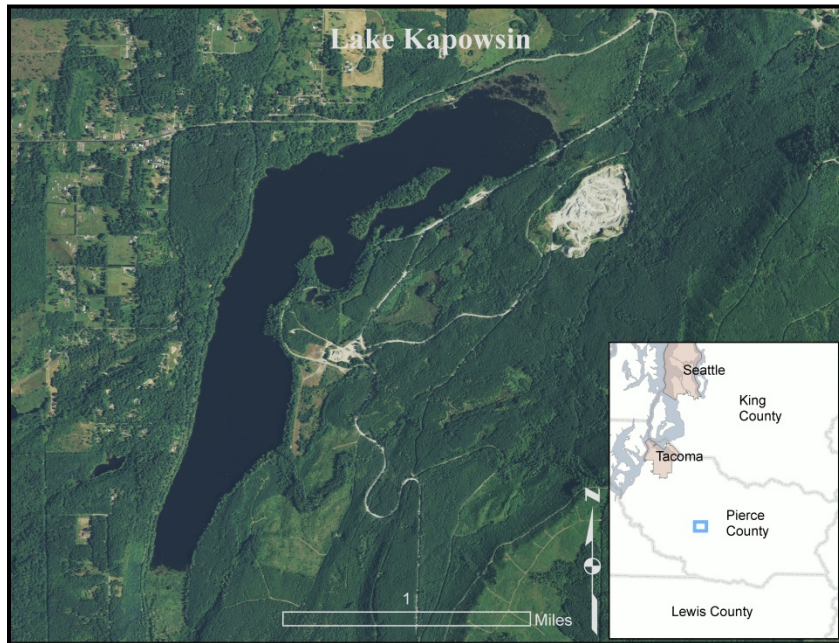 Lake Kapowsin
Seattle
King
County
Tacoma
Pierce
County
Lewis County
N
1
Miles